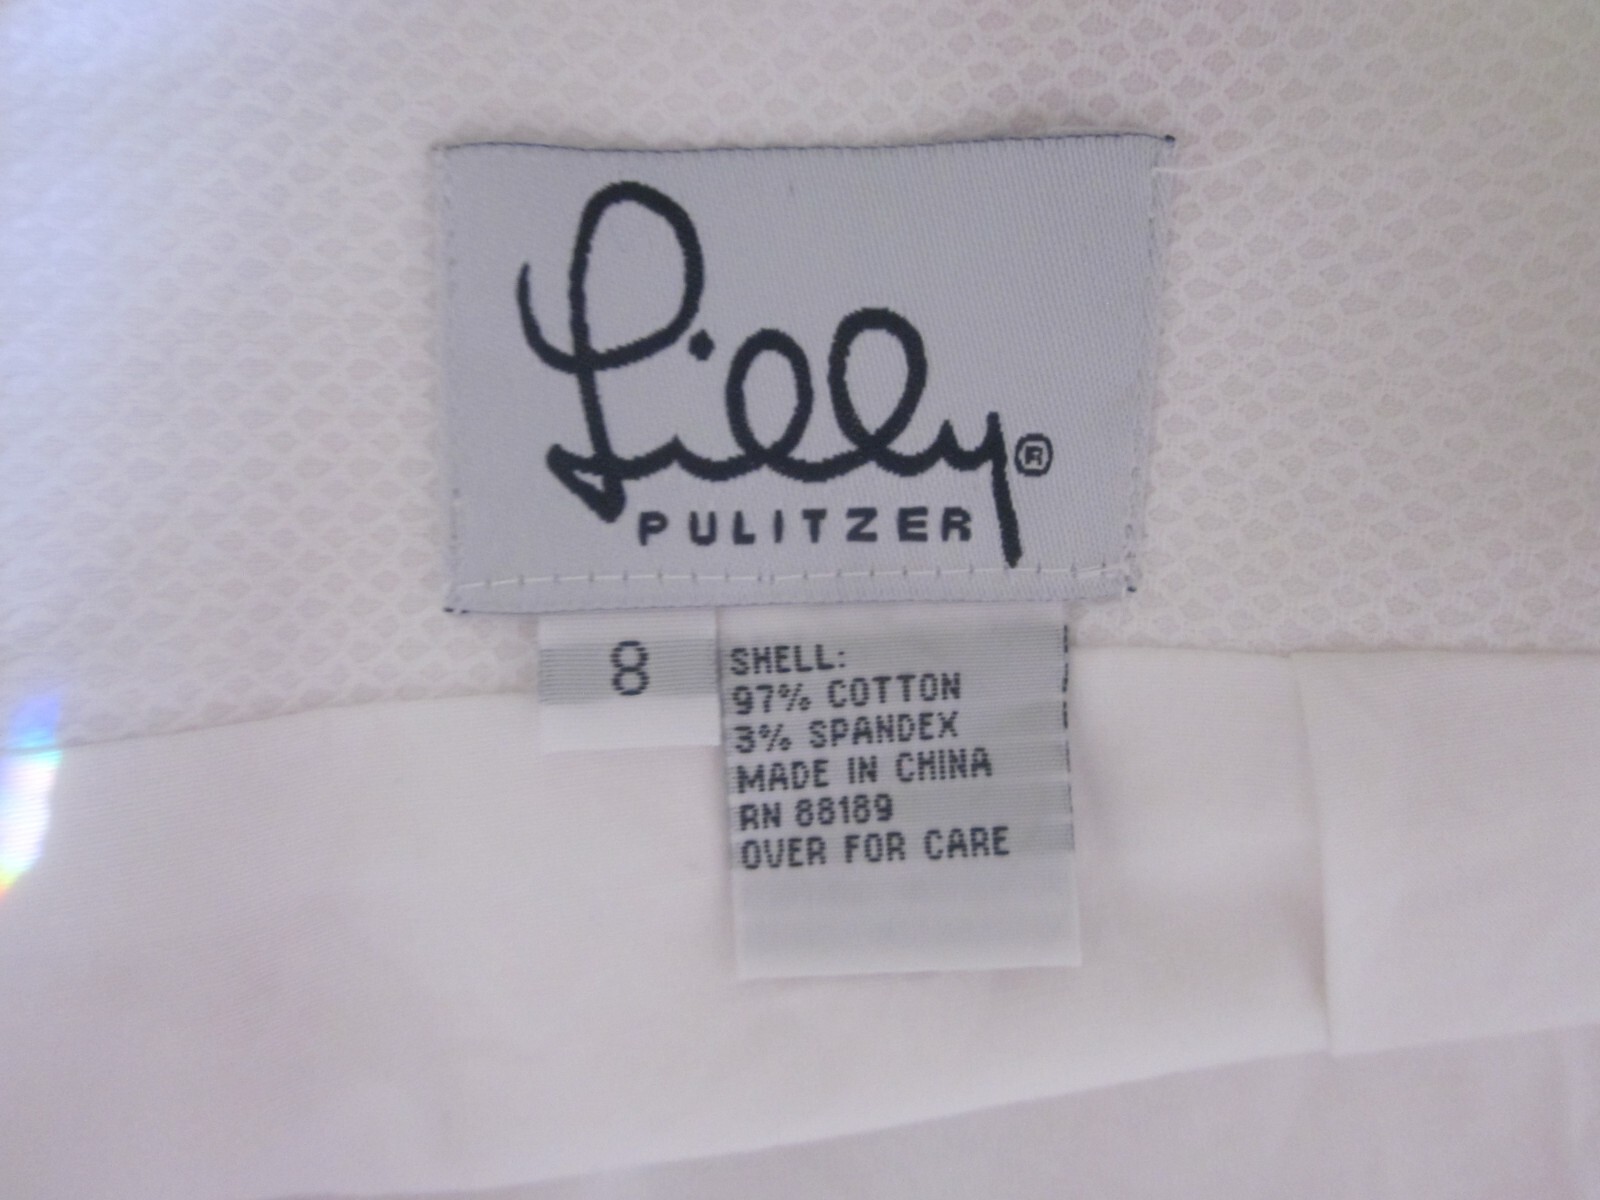 Lilly®
PULITZER
8
SHELL:
97% COTTON
3% SPANDEX
MADE IN CHINA
RN 88189
OVER FOR CARE